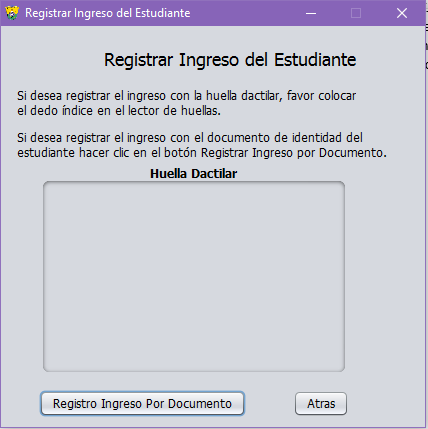 Registrar Ingreso del Estudiante
Registrar Ingreso del Estudiante
Si desea registrar el ingreso con la huella dactilar, favor colocar
el dedo índice en el lector de huellas.
Si desea registrar el ingreso con el documento de identidad del
estudiante hacer clic en el botón Registrar Ingreso por Documento.
Huella Dactilar
Registro Ingreso Por Documento
Atras